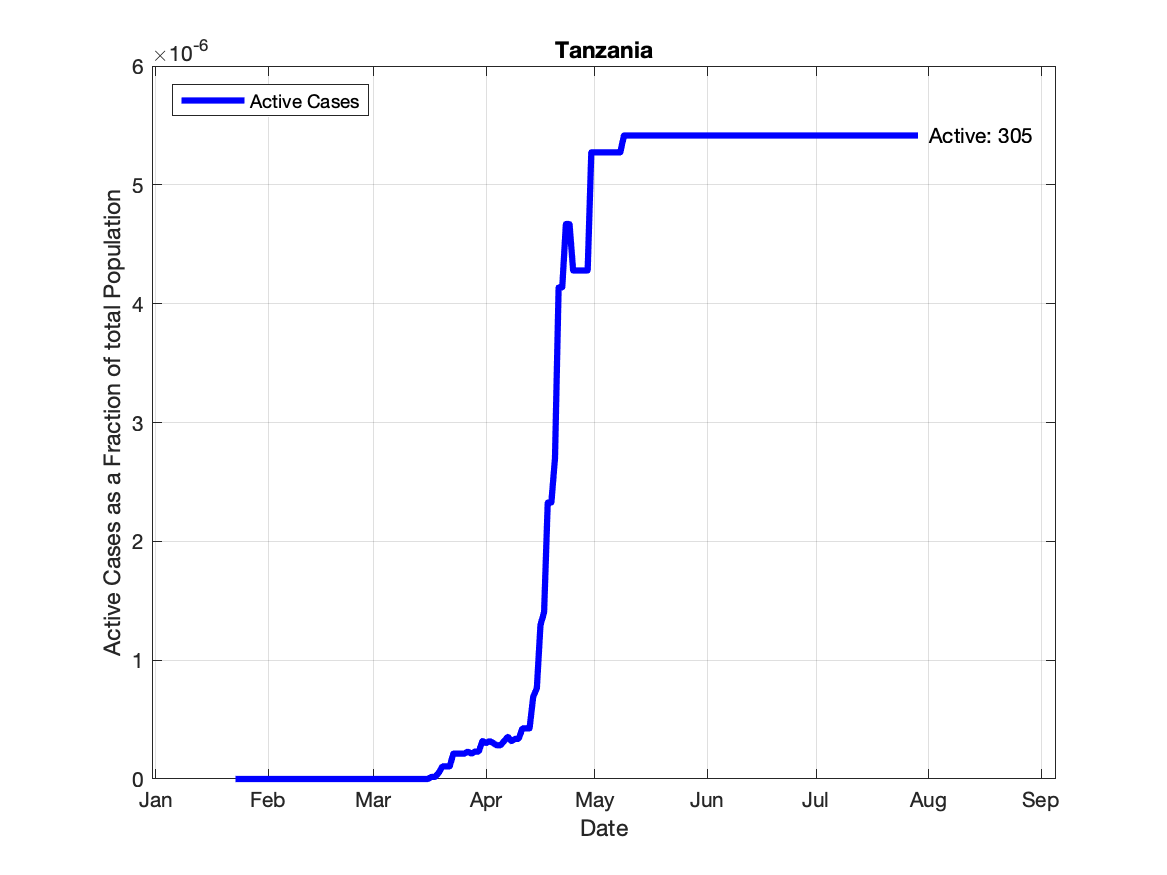 Tanzania
×10-6
Active Cases
Active: 305
6
5
4
3
2
1
0
Active Cases as a Fraction of total Population
Jan Feb Mar Apr May Jun Jul Aug Sep
Date